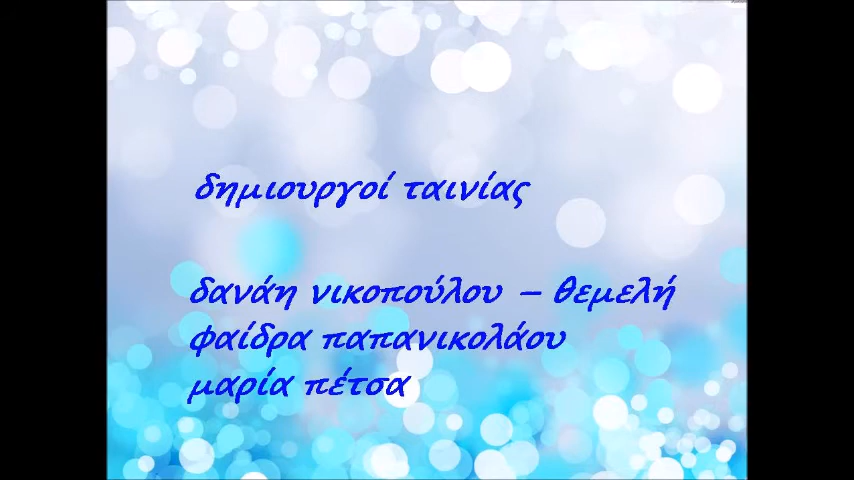 δημιουργοί ταινίας
δανάη νικοπούλου – θεμελή
φαίδρα παπανικολάου
μαρία πέτσα